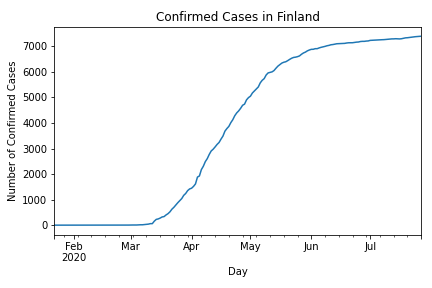 Confirmed Cases in Finland
Number of Confirmed Cases
7000
6000
5000
4000
3000
2000
1000
0
Feb Mar Apr May Jun Jul
2020
Day